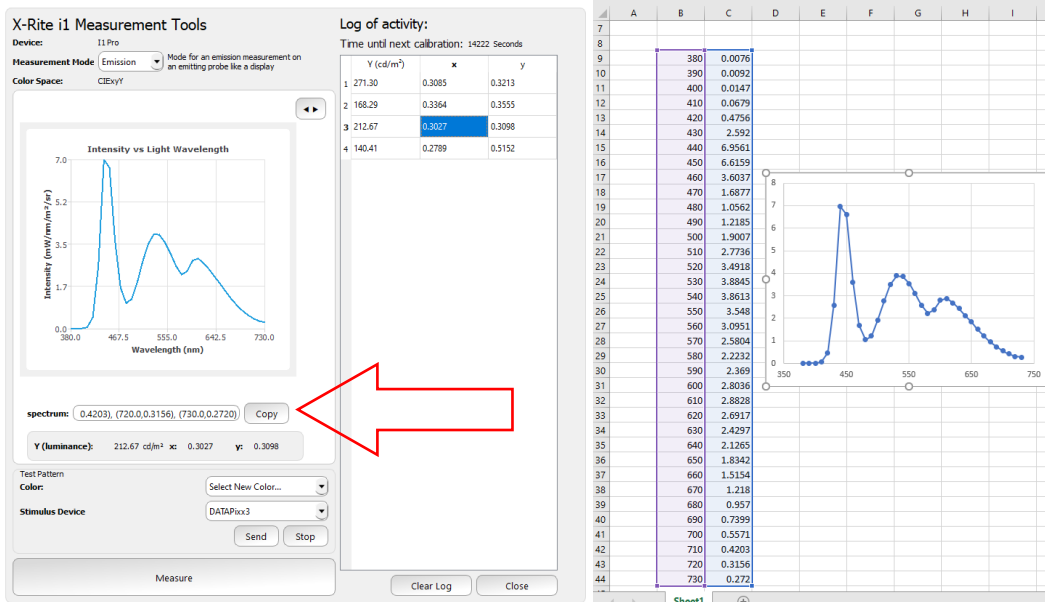 X-Rite i1 Measurement Tools
Device: I1 Pro
Measurement Mode Emission Mode for an emission measurement on
an emitting probe like a display
Color Space: CIExyY
Intensity vs Light Wavelength
Intensity (mW/nm/m²/sr)
7.0
5.2
3.5
1.7
0.0
380.0 467.5 555.0 642.5 730.0
Wavelength (nm)
spectrum: 0.4203), (720.0,0.3156), (730.0,0.2720) Copy
Y (luminance): 212.67 cd/m² x: 0.3027 y: 0.3098
Test Pattern
Color: Select New Color...
Stimulus Device DATAPixx3
Send Stop
Measure
Log of activity:
Time until next calibration: 14222 Seconds
Y (cd/m²) x y
1 271.30 0.3085 0.3213
2 168.29 0.3364 0.3555
3 212.67 0.3027 0.3098
4 140.41 0.2789 0.5152
Clear Log Close
A B C D E F G H I
7
8
9 380 0.0076
10 390 0.0092
11 400 0.0147
12 410 0.0679
13 420 0.4756
14 430 2.592
15 440 6.9561
16 450 6.6159
17 460 3.6037
18 470 1.6877
19 480 1.0562
20 490 1.2185
21 500 1.9007
22 510 2.7736
23 520 3.4918
24 530 3.8845
25 540 3.8613
26 550 3.548
27 560 3.0951
28 570 2.5804
29 580 2.2232
30 590 2.369
31 600 2.8036
32 610 2.8828
33 620 2.6917
34 630 2.4297
35 640 2.1265
36 650 1.8342
37 660 1.5154
38 670 1.218
39 680 0.957
40 690 0.7399
41 700 0.5571
42 710 0.4203
43 720 0.3156
44 730 0.272
8
7
6
5
4
3
2
1
0
350 450 550 650 750
Sheet1